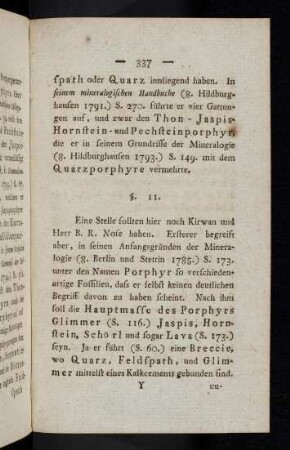 — 337 —
spath oder Quarz innliegend haben. In
seinem mineralogischen Handbuche (8. Hildburg-
hausen 1791.) S. 270. führte er vier Gattun-
gen auf, und zwar den Thon- Jaspis-
Hornstein- und Pechsteinporphyr,
die er in seinem Grundrisse der Mineralogie
(8. Hildburghausen 1793.) S. 149. mit dem
Quarzporphyre vermehrte.
§. 11.
Eine Stelle sollten hier noch Kirwan und
Herr B. R. Nose haben. Ersterer begreift
aber, in seinen Anfangsgründen der Minera-
logie (8. Berlin und Stettin 1785.) S. 173.
unter den Namen Porphyr so verschieden-
artige Fossilien, dass er selbst keinen deutlichen
Begriff davon zu haben scheint. Nach ihm
soll die Hauptmasse des Porphyrs
Glimmer (S. 116.) Jaspis, Horn-
stein, Schörl und sogar Lava (S. 173.)
seyn. Ja er führt (S. 60.) eine Breccie,
wo Quarz, Feldspath, und Glim-
mer mittelst eines Kalkcements gebunden sind.
Y
un-